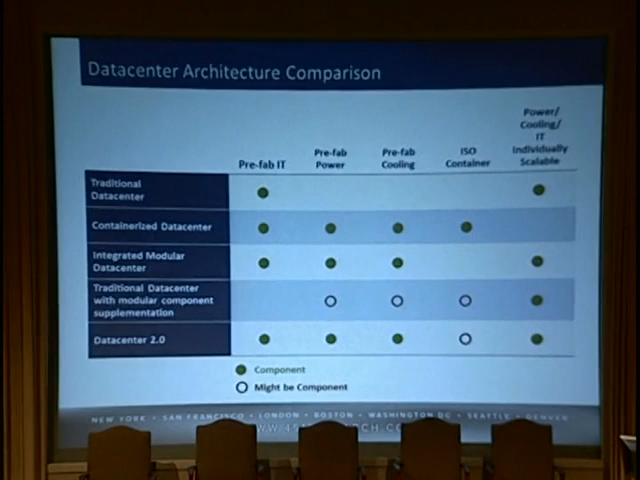 Datacenter Architecture Comparison
Power/
Cooling/
IT
Individually
Scalable
Pre-fab IT
Pre-fab
Power
Pre-fab
Cooling
ISO
Container
Traditional
Datacenter
Containerized Datacenter
Integrated Modular
Datacenter
Traditional Datacenter
with modular component
supplementation
Datacenter 2.0
Component
Might be Component
NEW YORK • SAN FRANCISCO • LONDON • BOSTON • WASHINGTON DC • SEATTLE • DENVER